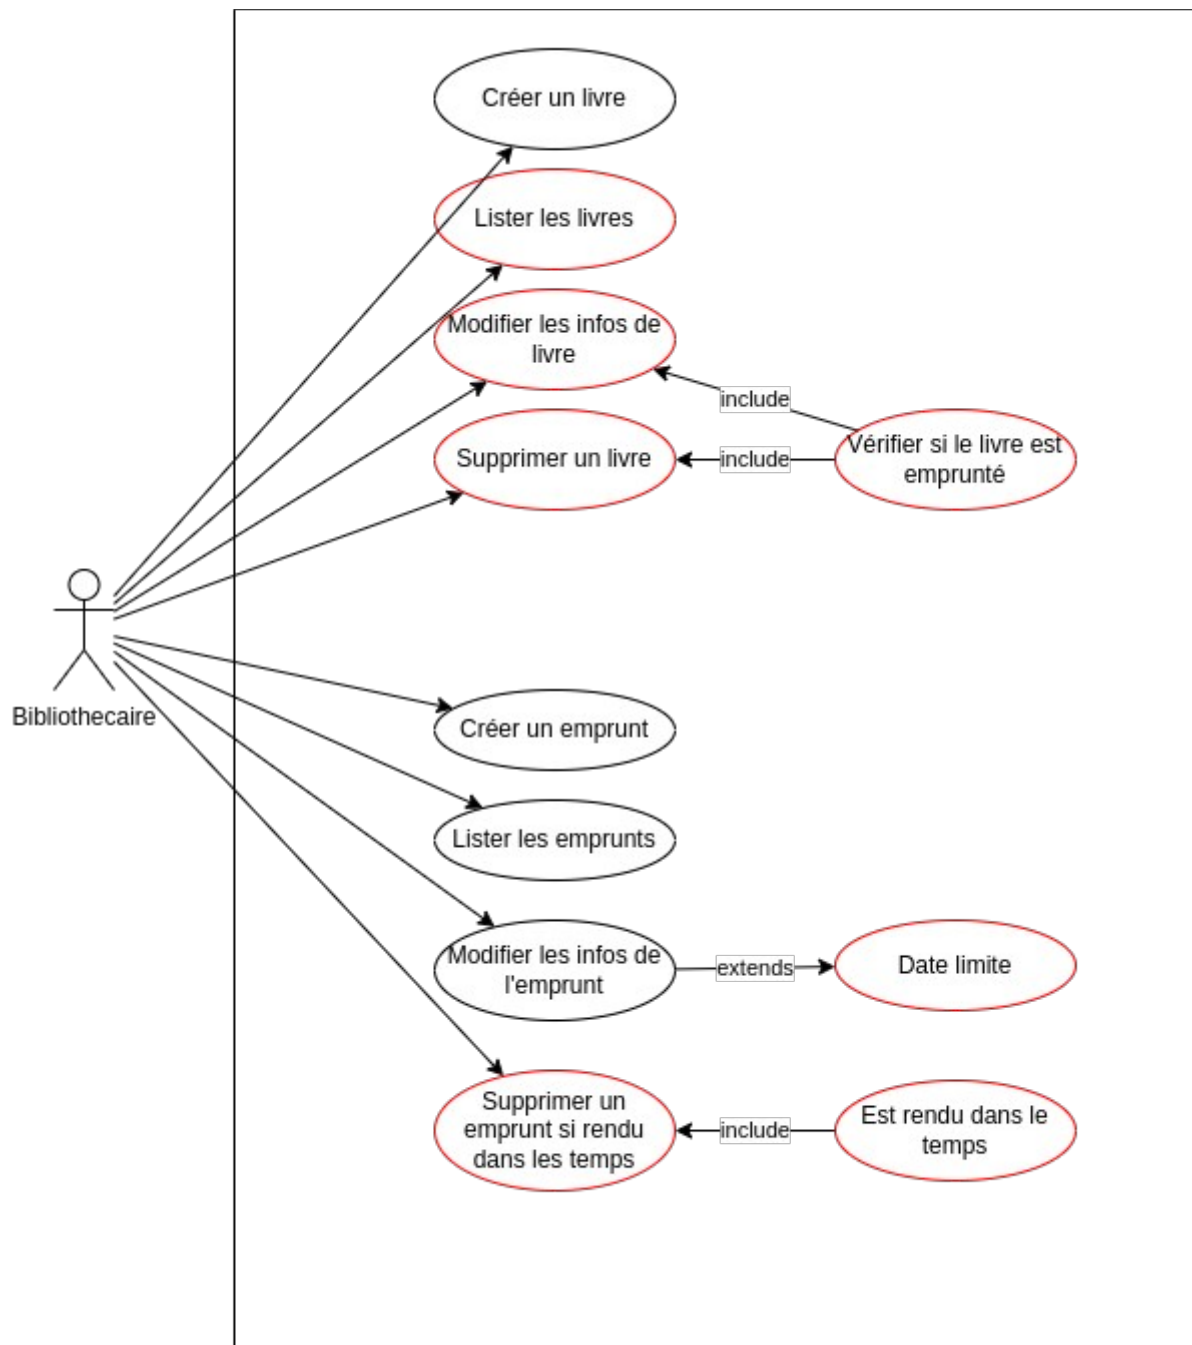 Créer un livre
Lister les livres
Modifier les infos de
livre
include
Supprimer un livre
include
Vérifier si le livre est
emprunté
Bibliothecaire
Créer un emprunt
Lister les emprunts
Modifier les infos de
l'emprunt
extends
Date limite
Supprimer un
emprunt si rendu
dans les temps
include
Est rendu dans le
temps